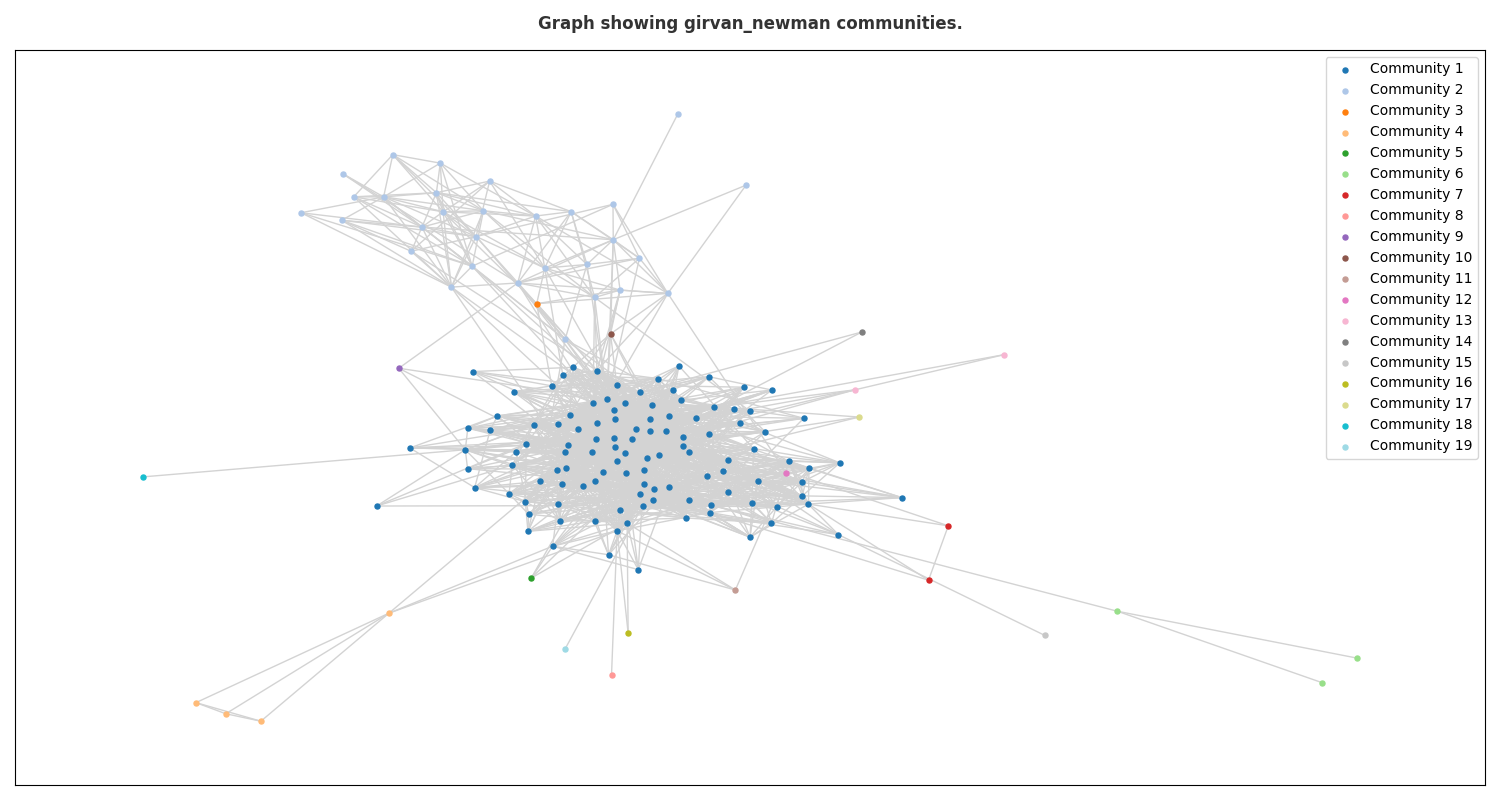 Graph showing girvan_newman communities.
Community 1
Community 2
Community 3
Community 4
Community 5
Community 6
Community 7
Community 8
Community 9
Community 10
Community 11
Community 12
Community 13
Community 14
Community 15
Community 16
Community 17
Community 18
Community 19